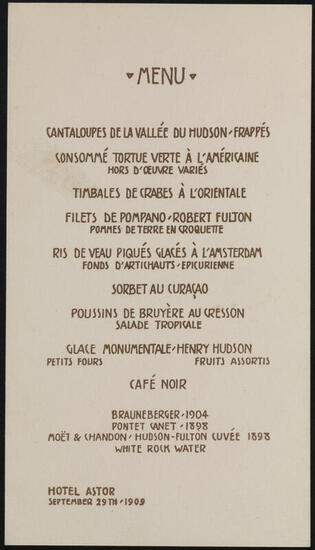 MENU
CANTALOUPES DE LA VALLÉE DU HUDSON-FRAPPÉS
CONSOMMÉ TORTUE VERTE À L'AMÉRICAINE
HORS D'ŒUVRE VARIÉS
TIMBALES DE CRABES À L'ORIENTALE
FILETS DE POMPANO-ROBERT FULTON
POMMES DE TERRE EN CROQUETTE
RIS DE VEAU PIQUÉS GLACÉS À L'AMSTERDAM
FONDS D'ARTICHAUTS-EPICURIENNE
SORBET AU CURAÇAO
POUSSINS DE BRUYÈRE AU CRESSON
SALADE TROPICALE
GLACE MONUMENTALE-HENRY HUDSON
PETITS FOURS FRUITS ASSORTIS
CAFÉ NOIR
BRAUNEBERGER-1904
PONTET CANET-1898
MOËT & CHANDON-HUDSON-FULTON CUVÉE 1898
WHITE ROCK WATER
HOTEL ASTOR
SEPTEMBER 29TH-1909